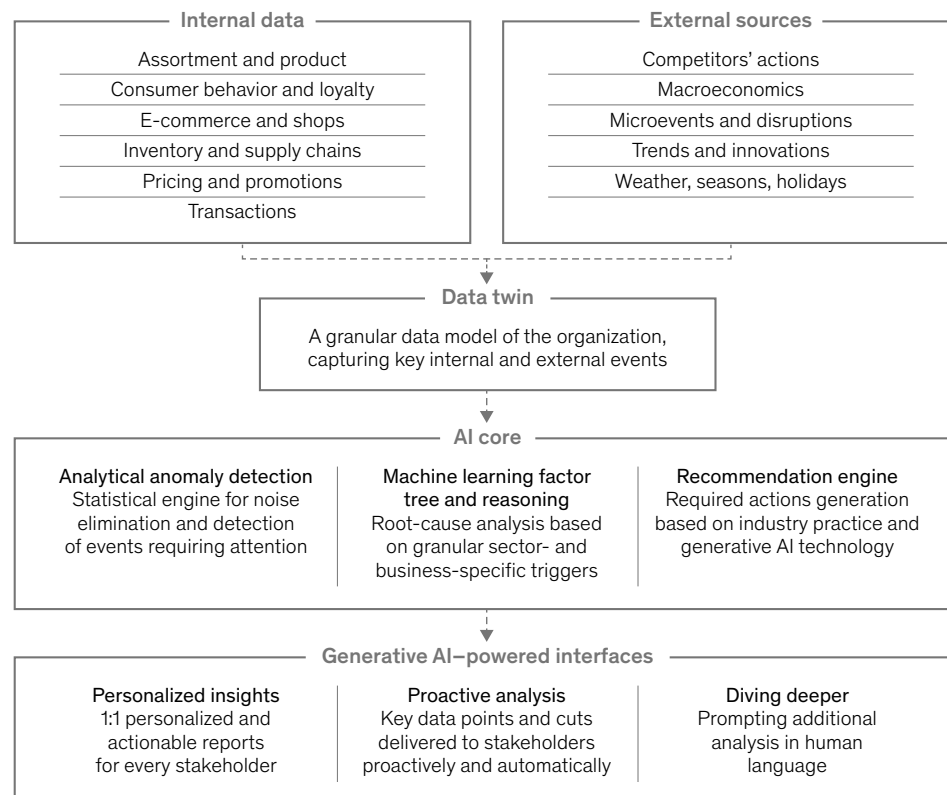 Internal data
Assortment and product
Consumer behavior and loyalty
E-commerce and shops
Inventory and supply chains
Pricing and promotions
Transactions
External sources
Competitors’ actions
Macroeconomics
Microevents and disruptions
Trends and innovations
Weather, seasons, holidays
Data twin
A granular data model of the organization,
capturing key internal and external events
AI core
Analytical anomaly detection
Statistical engine for noise
elimination and detection
of events requiring attention
Machine learning factor
tree and reasoning
Root-cause analysis based
on granular sector- and
business-specific triggers
Recommendation engine
Required actions generation
based on industry practice and
generative AI technology
Generative AI–powered interfaces
Personalized insights
1:1 personalized and
actionable reports
for every stakeholder
Proactive analysis
Key data points and cuts
delivered to stakeholders
proactively and automatically
Diving deeper
Prompting additional
analysis in human
language